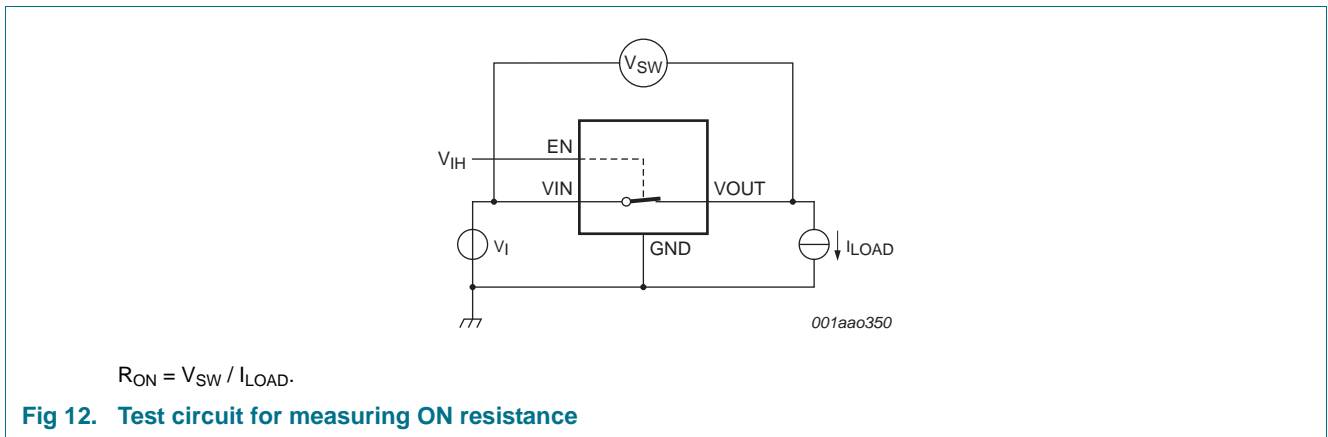 VSW
EN
VIH
VIN
VOUT
VI
GND
ILOAD
001aao350
RON = VSW / ILOAD.
Fig 12. Test circuit for measuring ON resistance